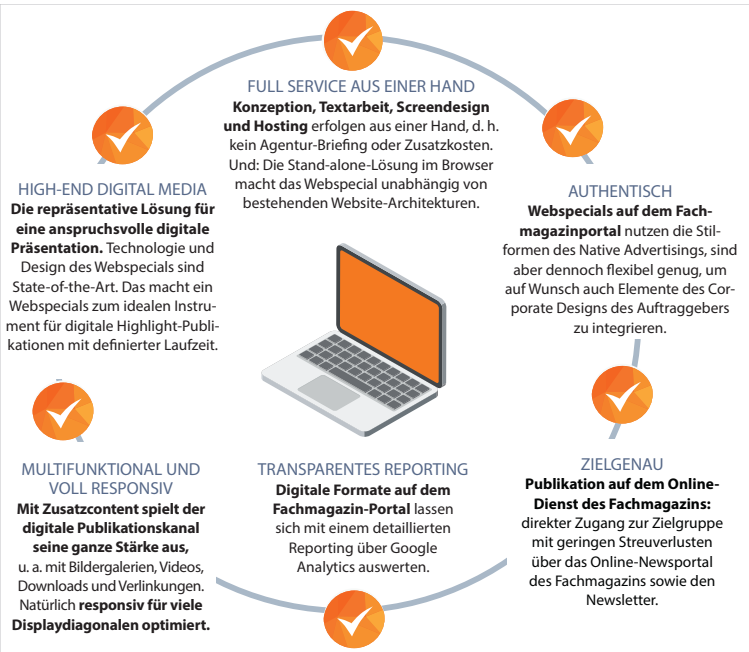 FULL SERVICE AUS EINER HAND
Konzeption, Textarbeit, Screendesign
und Hosting erfolgen aus einer Hand, d. h.
kein Agentur-Briefing oder Zusatzkosten.
Und: Die Stand-alone-Lösung im Browser
macht das Webspecial unabhängig von
bestehenden Website-Architekturen.
HIGH-END DIGITAL MEDIA
Die repräsentative Lösung für
eine anspruchsvolle digitale
Präsentation. Technologie und
Design des Webspecials sind
State-of-the-Art. Das macht ein
Webspecials zum idealen Instru-
ment für digitale Highlight-Publi-
kationen mit definierter Laufzeit.
AUTHENTISCH
Webspecials auf dem Fach-
magazinportal nutzen die Stil-
formen des Native Advertisings, sind
aber dennoch flexibel genug, um
auf Wunsch auch Elemente des Cor-
porate Designs des Auftraggebers
zu integrieren.
MULTIFUNKTIONAL UND
VOLL RESPONSIV
Mit Zusatzcontent spielt der
digitale Publikationskanal
seine ganze Stärke aus,
u. a. mit Bildergalerien, Videos,
Downloads und Verlinkungen.
Natürlich responsiv für viele
Displaydiagonalen optimiert.
TRANSPARENTES REPORTING
Digitale Formate auf dem
Fachmagazin-Portal lassen
sich mit einem detaillierten
Reporting über Google
Analytics auswerten.
ZIELGENAU
Publikation auf dem Online-
Dienst des Fachmagazins:
direkter Zugang zur Zielgruppe
mit geringen Streuverlusten
über das Online-Newsportal
des Fachmagazins sowie den
Newsletter.